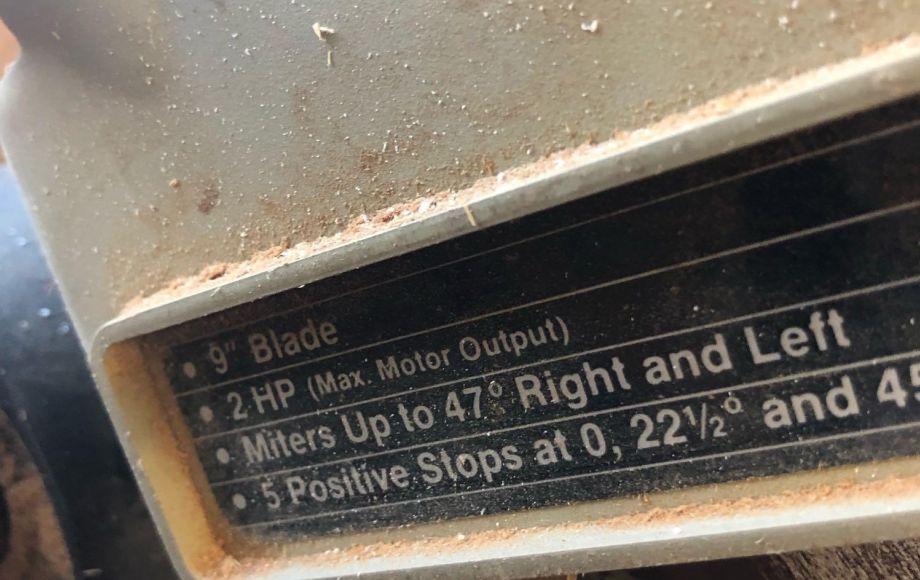 • 9" Blade
• 2 HP (Max. Motor Output)
• Miters Up to 47° Right and Left
• 5 Positive Stops at 0, 22½° and 45